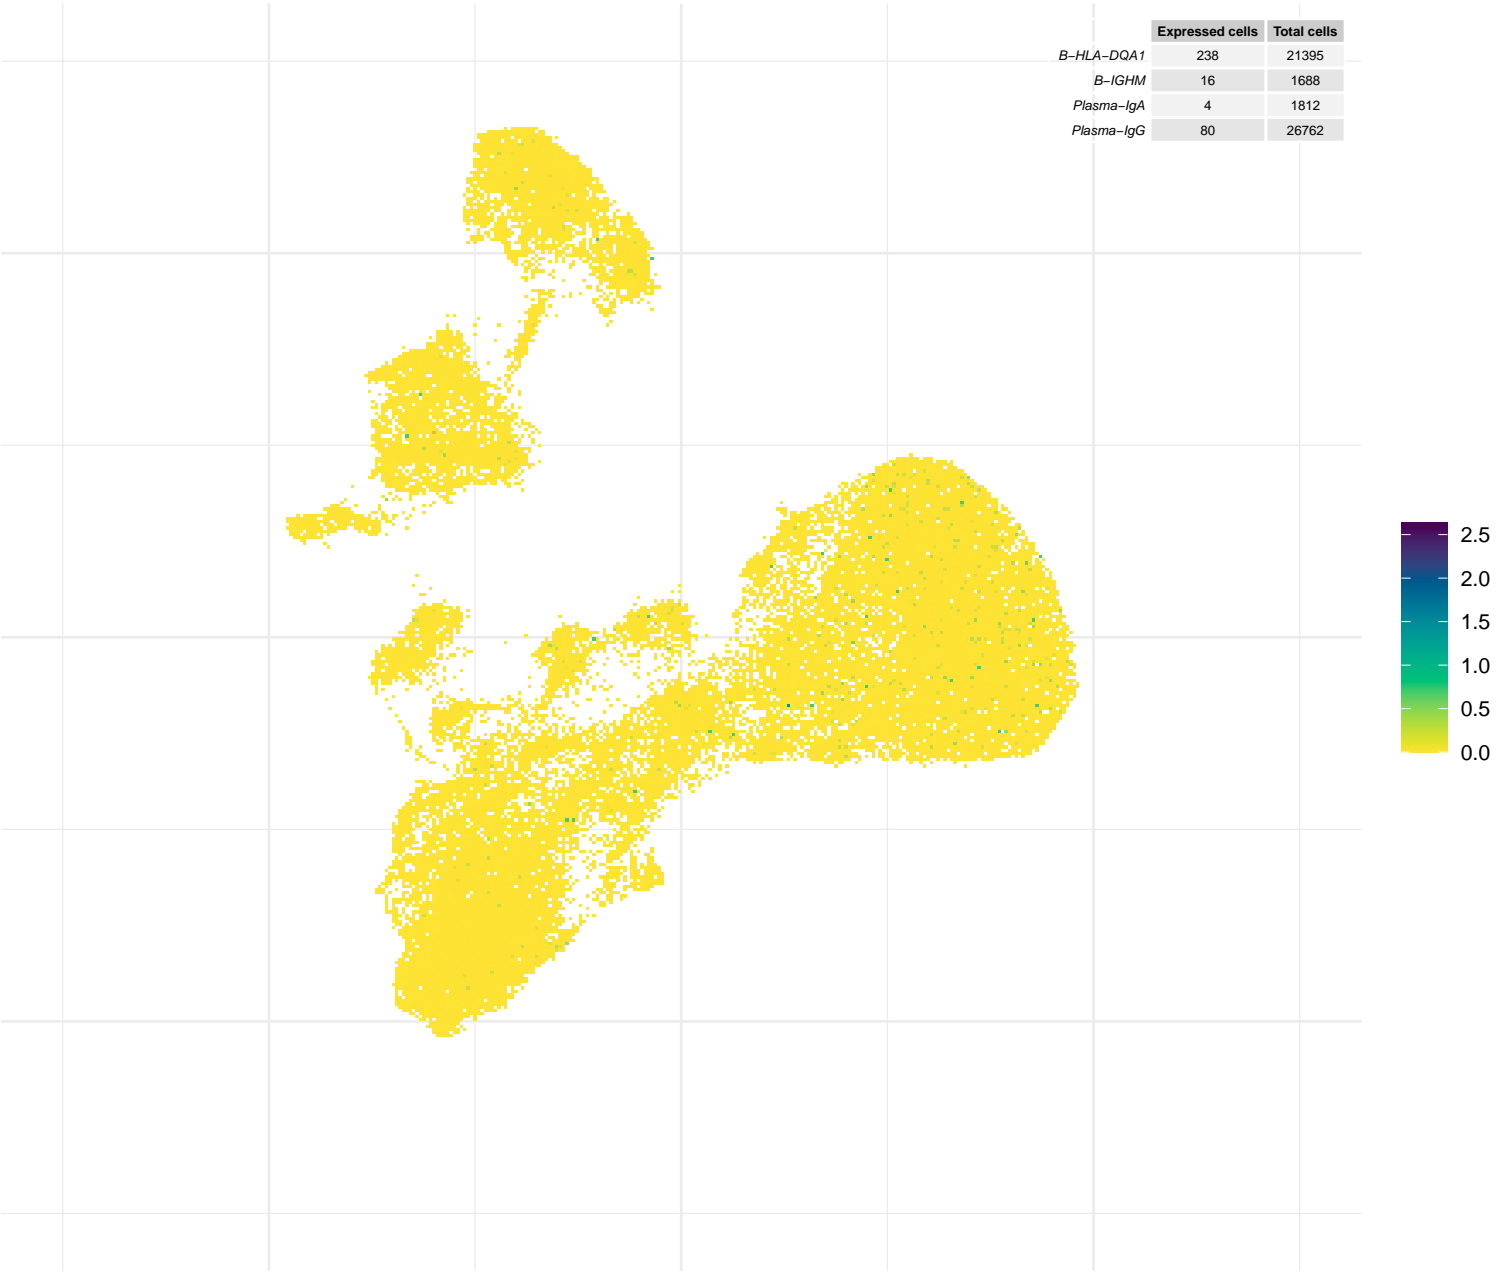 Expressed cells Total cells
B−HLA−DQA1 238 21395
B−IGHM 16 1688
Plasma−IgA 4 1812
Plasma−IgG 80 26762
2.5
2.0
1.5
1.0
0.5
0.0